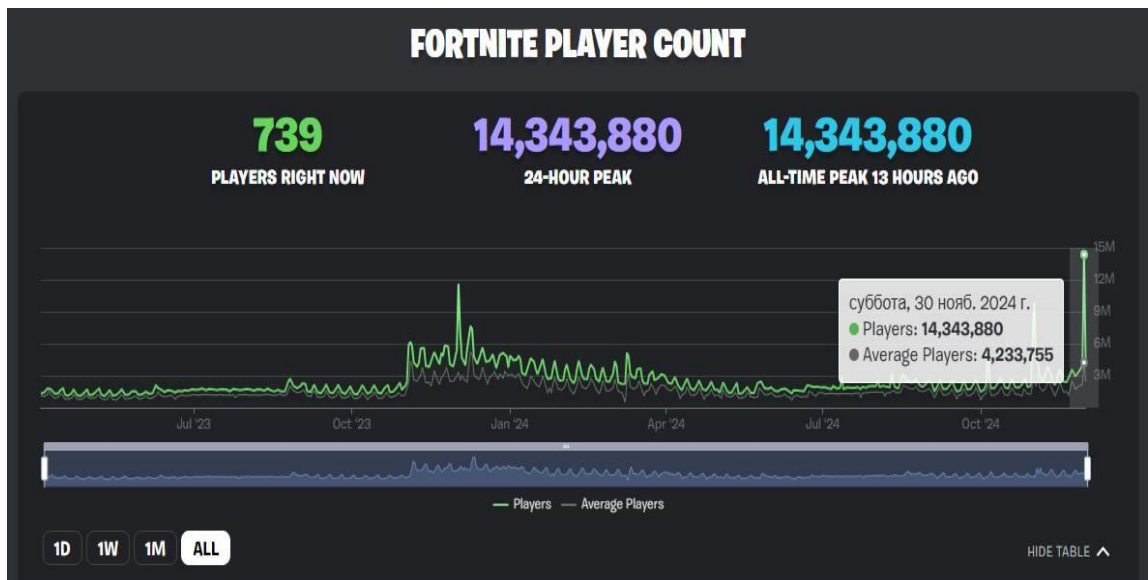 FORTNITE PLAYER COUNT
739
PLAYERS RIGHT NOW
14,343,880
24-HOUR PEAK
14,343,880
ALL-TIME PEAK 13 HOURS AGO
15M
12M
9M
6M
3M
суббота, 30 нояб. 2024 г.
Players: 14,343,880
Average Players: 4,233,755
Jul '23
Oct '23
Jan '24
Apr '24
Jul '24
Oct '24
Players
Average Players
1D
1W
1M
ALL
HIDE TABLE